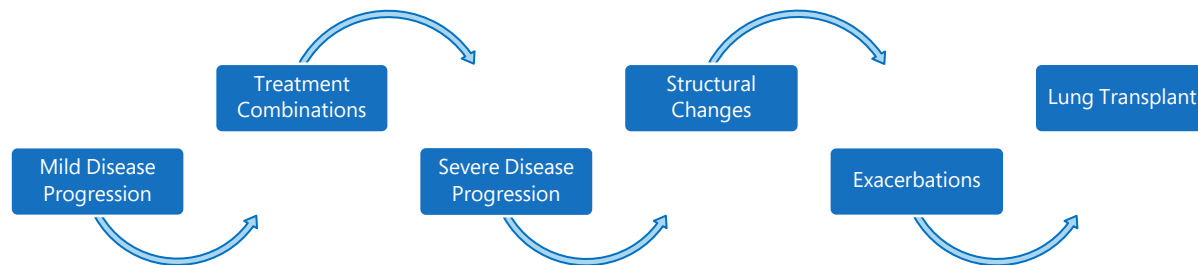 Mild Disease
Progression
Treatment
Combinations
Severe Disease
Progression
Structural
Changes
Exacerbations
Lung Transplant